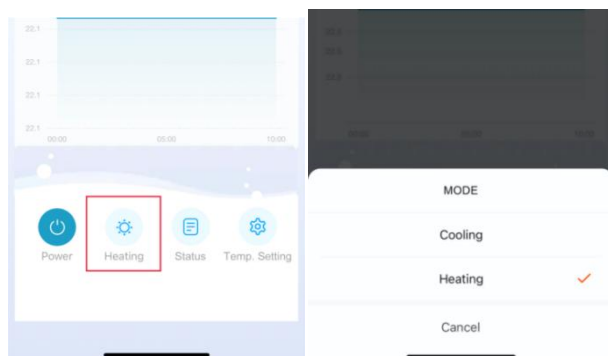 22.1
22.1
22.1
22.1
00:00 05:00 10:00
Power Heating Status Temp. Setting
MODE
Cooling
Heating
Cancel